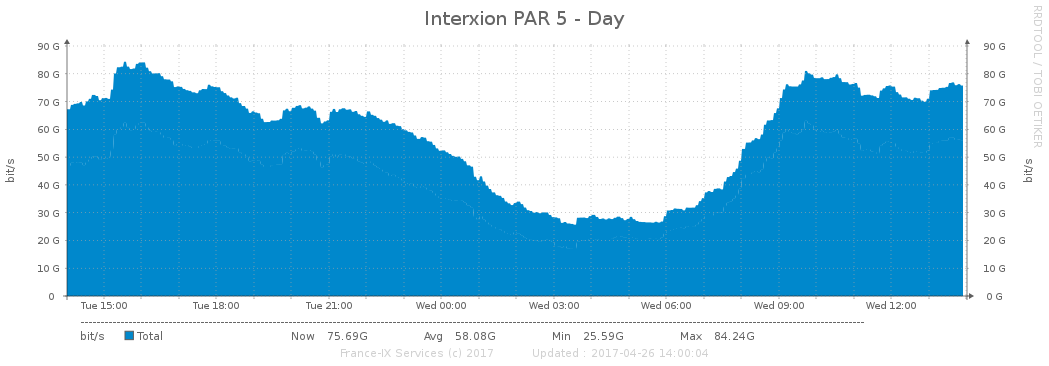 Interxion PAR 5 - Day
RRDTOOL / TOBI OETIKER
90 G 90 G
80 G 80 G
70 G 70 G
60 G 60 G
50 G 50 G
40 G 40 G
30 G 30 G
20 G 20 G
10 G 10 G
0 0 G
bit/s
bit/s
Tue 15:00 Tue 18:00 Tue 21:00 Wed 00:00 Wed 03:00 Wed 06:00 Wed 09:00 Wed 12:00
bit/s Total Now 75.69G Avg 58.08G Min 25.59G Max 84.24G
France-IX Services (c) 2017 Updated : 2017-04-26 14:00:04